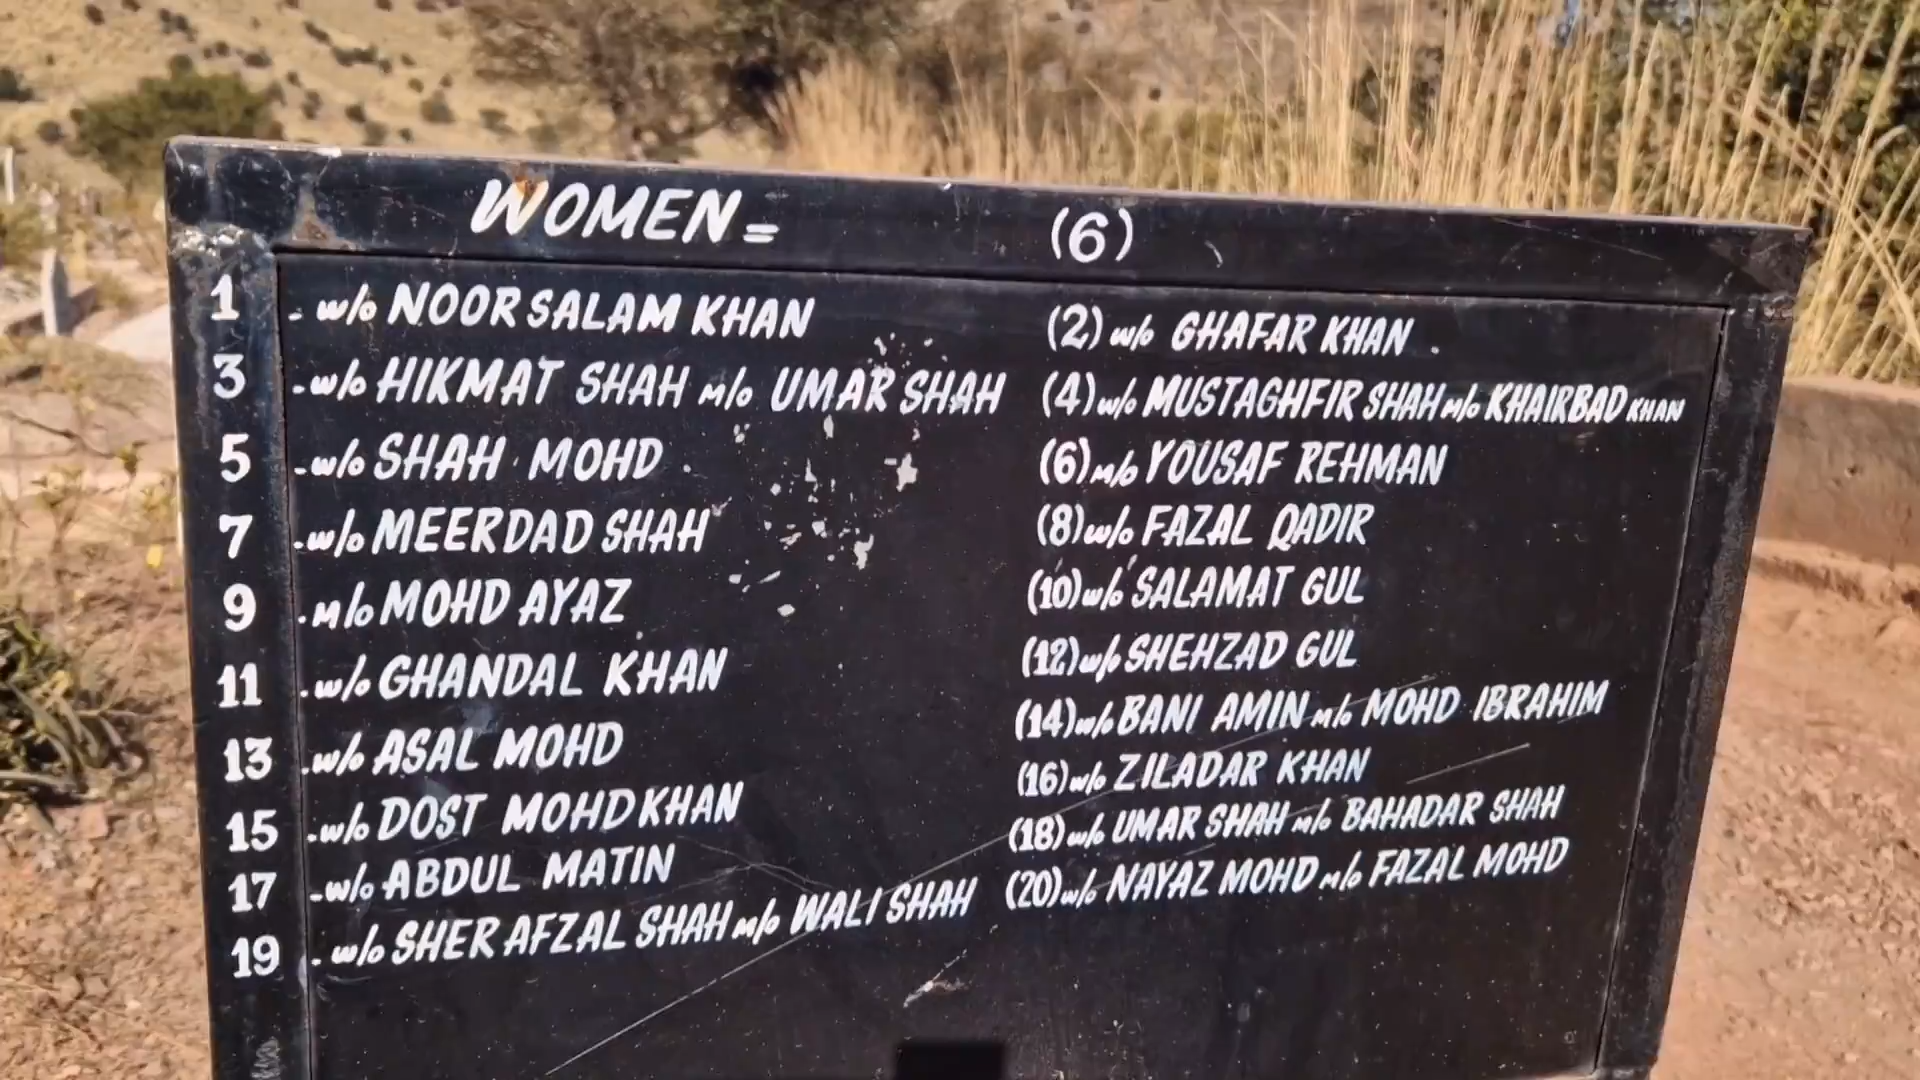 WOMEN = (6)
1 . w/o NOOR SALAM KHAN (2) w/o GHAFAR KHAN .
3 . w/o HIKMAT SHAH m/o UMAR SHAH (4) w/o MUSTAGHFIR SHAH m/o KHAIRBAD KHAN
5 . w/o SHAH MOHD . (6) m/o YOUSAF REHMAN
7 . w/o MEERDAD SHAH (8) w/o FAZAL QADIR
9 . m/o MOHD AYAZ (10) w/o SALAMAT GUL
11 . w/o GHANDAL KHAN (12) w/o SHEHZAD GUL
13 . w/o ASAL MOHD (14) w/o BANI AMIN m/o MOHD IBRAHIM
15 . w/o DOST MOHD KHAN (16) w/o ZILADAR KHAN
17 . w/o ABDUL MATIN (18) w/o UMAR SHAH m/o BAHADAR SHAH
19 . w/o SHER AFZAL SHAH m/o WALI SHAH (20) w/o NAYAZ MOHD m/o FAZAL MOHD